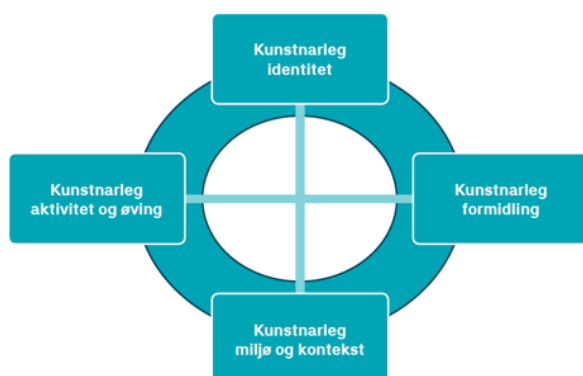 Kunstnarleg
identitet
Kunstnarleg
aktivitet og øving
Kunstnarleg
formidling
Kunstnarleg
miljø og kontekst